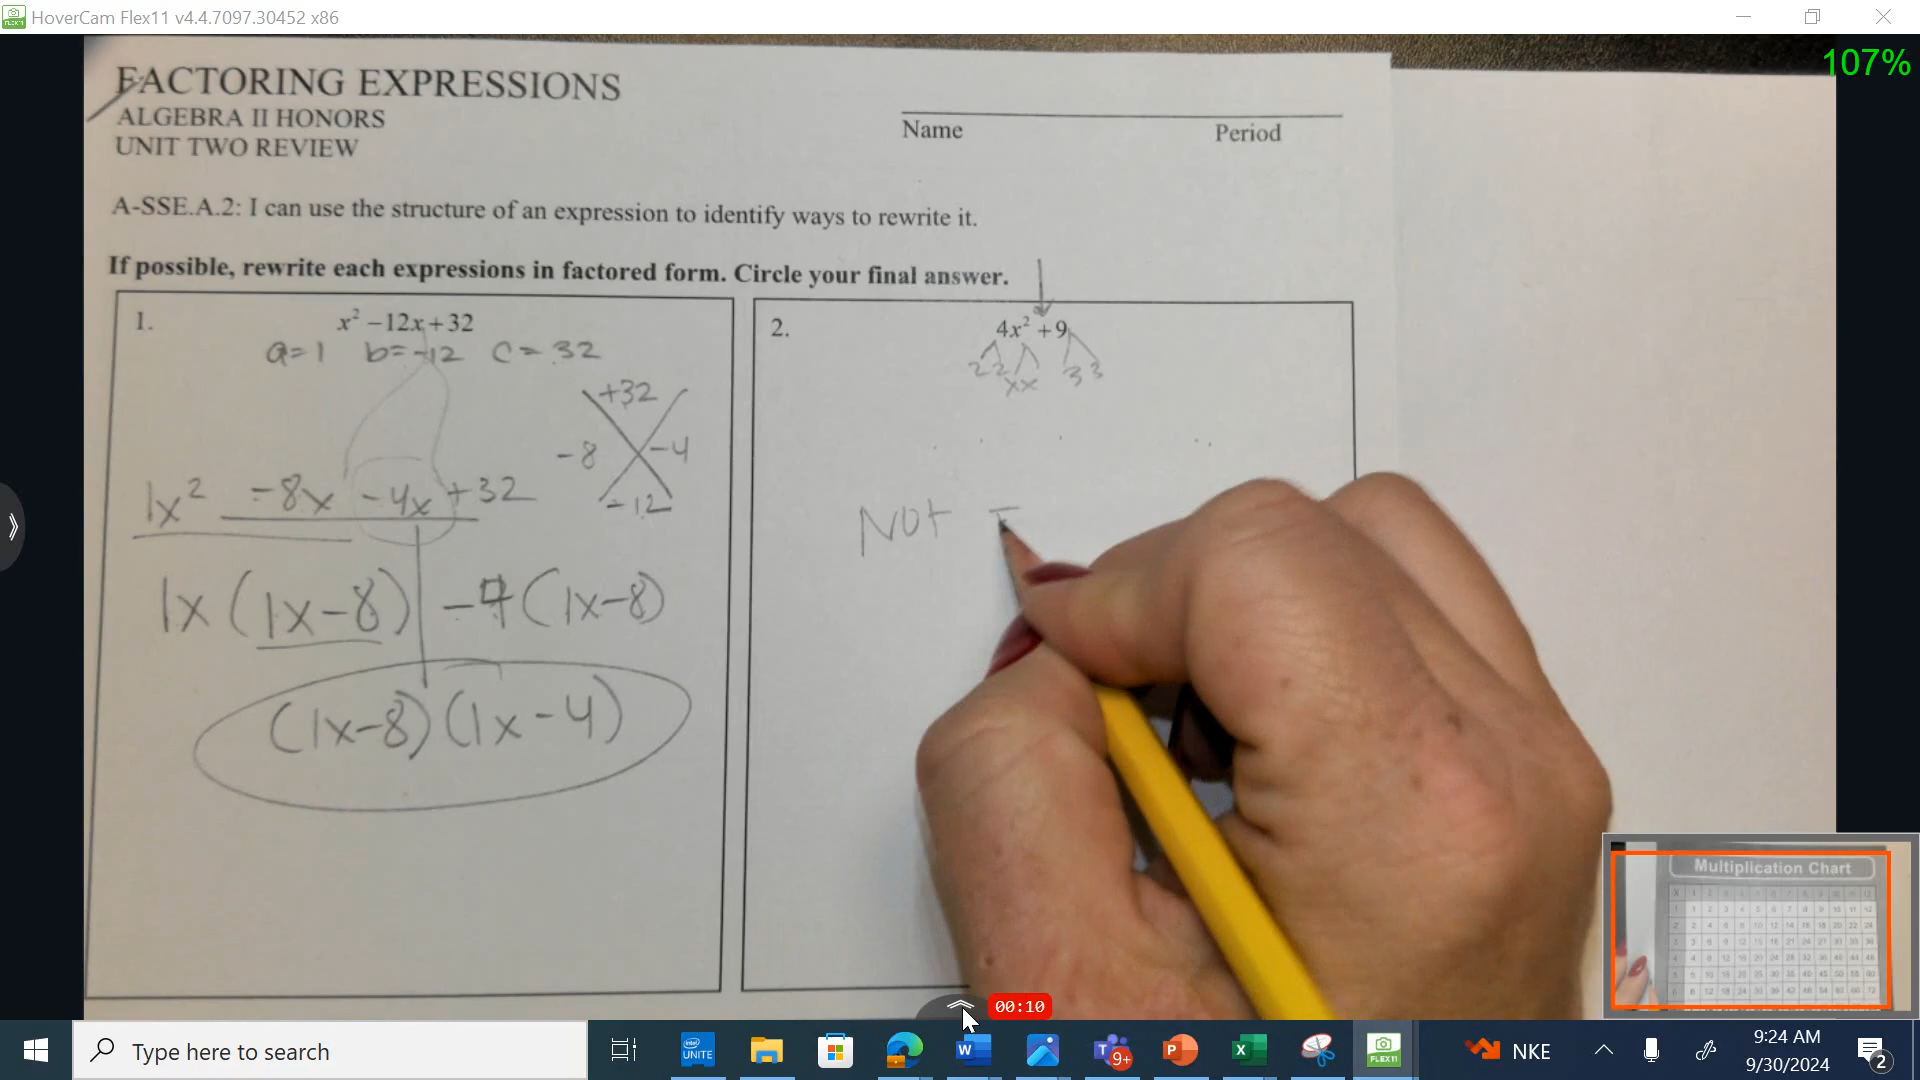 HoverCam Flex11 v4.4.7097.30452 x86
107%
FACTORING EXPRESSIONS
ALGEBRA II HONORS
UNIT TWO REVIEW
Name Period
A-SSE.A.2: I can use the structure of an expression to identify ways to rewrite it.
If possible, rewrite each expressions in factored form. Circle your final answer.
1. x² −12x+32
a=1 b=-12 c=32
+32
-8 -4
-12
1x² -8x -4x +32
1x (1x-8) -4 (1x-8)
(1x-8) (1x-4)
2. 4x² +9
2 2 x x 3 3
Not
Multiplication Chart
00:10
Type here to search
intel UNITE
W
T 9+
P
X
FLEX11
NKE
9:24 AM
9/30/2024
2